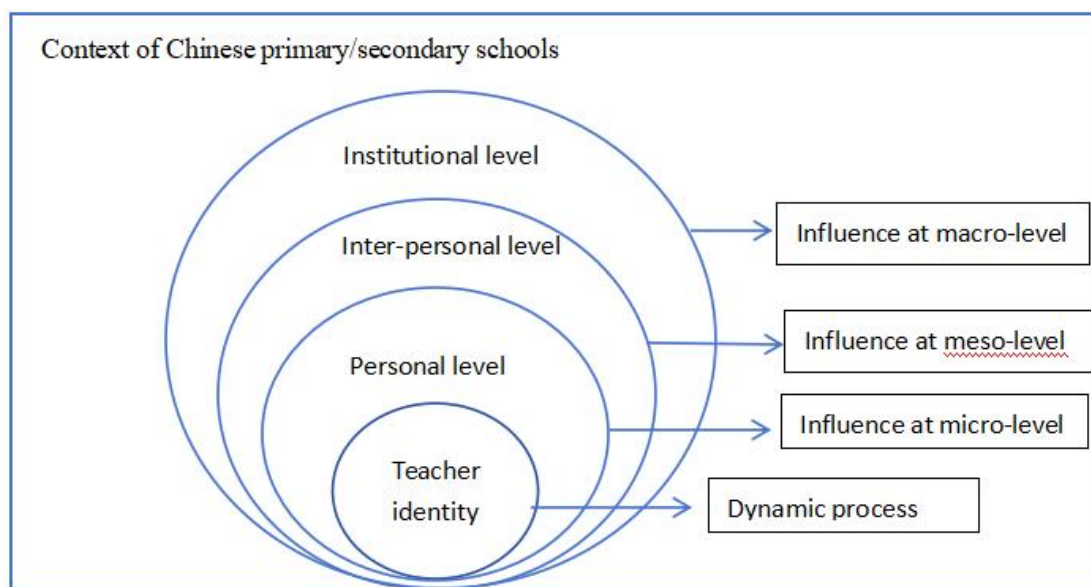 Context of Chinese primary/secondary schools
Institutional level
Influence at macro-level
Inter-personal level
Influence at meso-level
Personal level
Influence at micro-level
Teacher
identity
Dynamic process